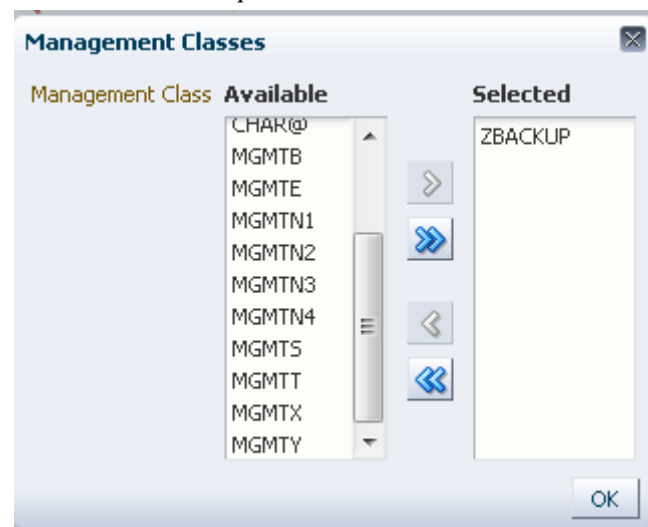 Management Classes
Management Class Available Selected
CHAR@
MGMTB
MGMTE
MGMTN1
MGMTN2
MGMTN3
MGMTN4
MGMTS
MGMTT
MGMTX
MGMTY
ZBACKUP
OK